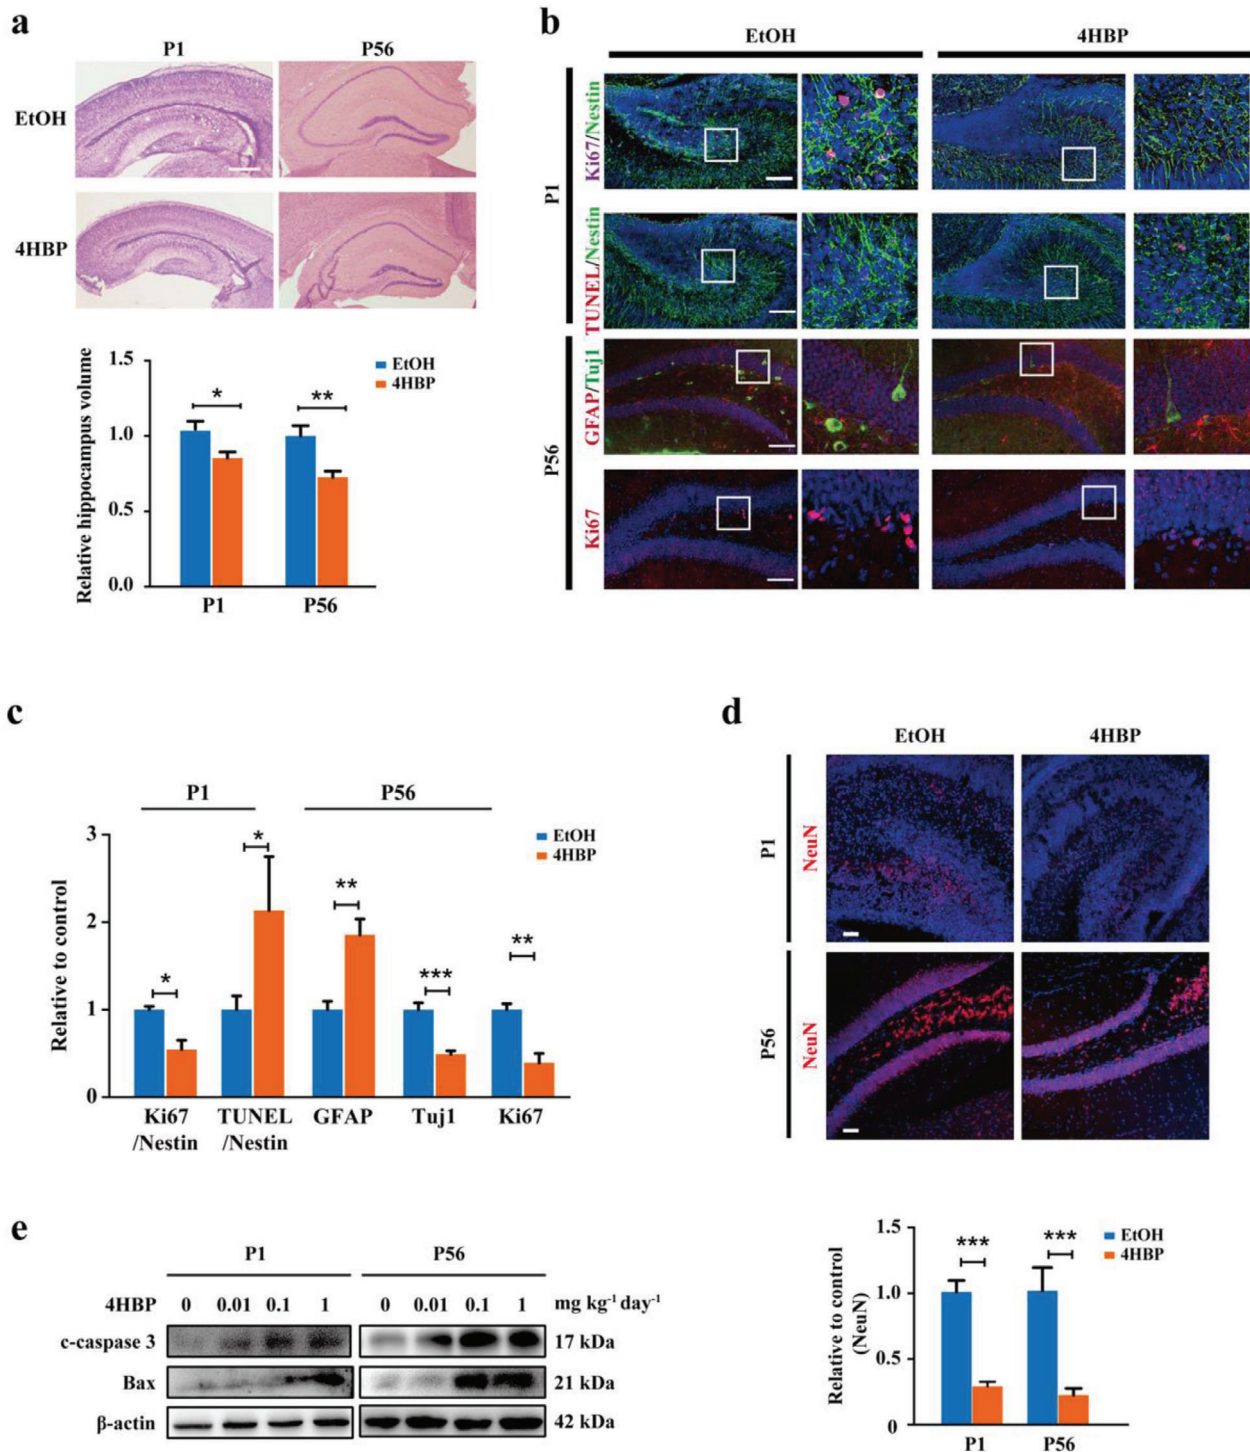 a
P1 P56
EtOH
4HBP
1.5
1.0
0.5
0.0
Relative hippocampus volume
EtOH
4HBP
* **
P1 P56
b
EtOH 4HBP
P1
Ki67/Nestin
TUNEL/Nestin
P56
GFAP/Tuj1
Ki67
c
P1 P56
3
2
1
0
Relative to control
EtOH
4HBP
* * ** *** **
Ki67 TUNEL GFAP Tuj1 Ki67
/Nestin /Nestin
d
EtOH 4HBP
P1
NeuN
P56
NeuN
1.5
1.0
0.5
0
Relative to control
(NeuN)
EtOH
4HBP
*** ***
P1 P56
e
P1 P56
4HBP 0 0.01 0.1 1 0 0.01 0.1 1 mg kg⁻¹ day⁻¹
c-caspase 3 17 kDa
Bax 21 kDa
β-actin 42 kDa